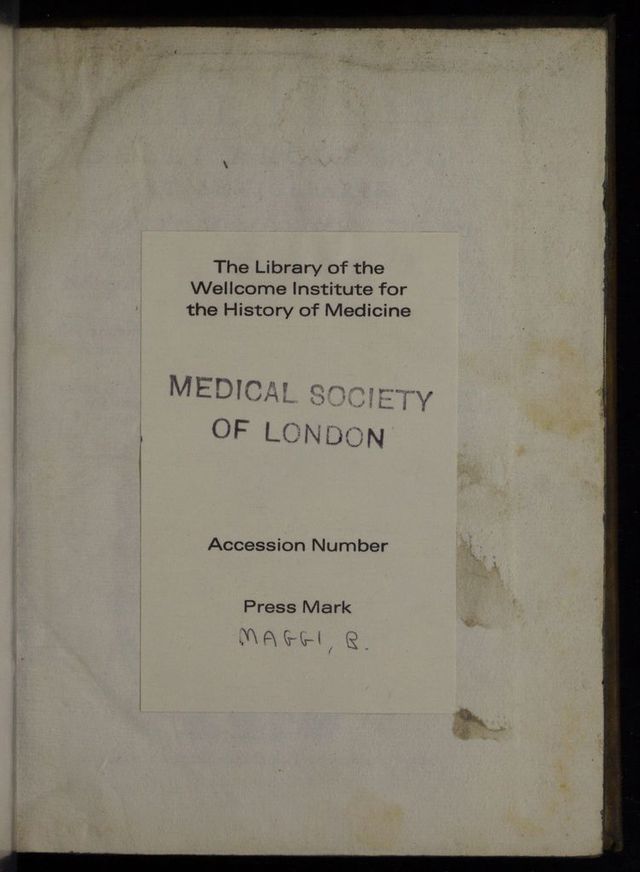 The Library of the
Wellcome Institute for
the History of Medicine
MEDICAL SOCIETY
OF LONDON
Accession Number
Press Mark
MAGGI, B.